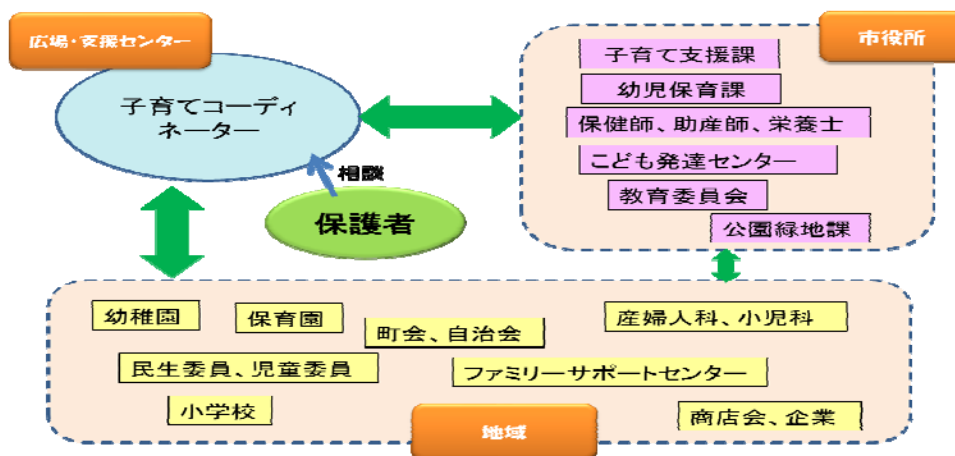 広場・支援センター
市役所
子育てコーディ
ネーター
子育て支援課
幼児保育課
保健師、助産師、栄養士
こども発達センター
教育委員会
公園緑地課
相談
保護者
幼稚園
保育園
町会、自治会
産婦人科、小児科
民生委員、児童委員
ファミリーサポートセンター
小学校
商店会、企業
地域